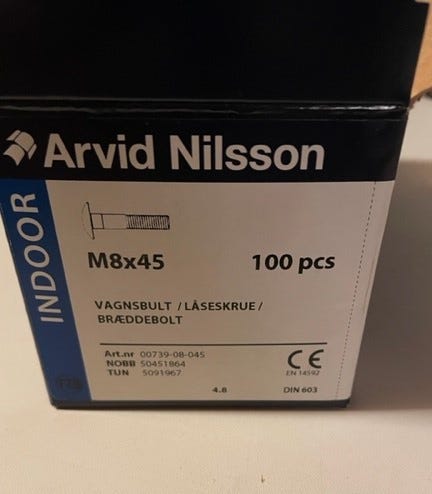 Arvid Nilsson
INDOOR
M8x45 100 pcs
VAGNSBULT / LÅSESKRUE /
BRÆDDEBOLT
Art.nr 00739-08-045
NOBB 50451864
TUN 5091967
CE
EN 14592
4.8 DIN 603